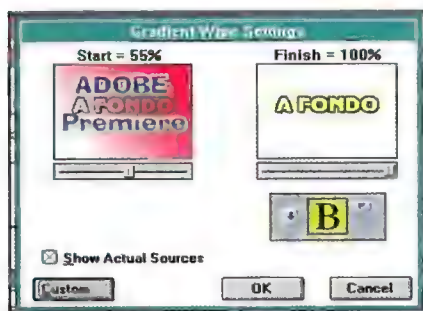 Gradient Wipe Settings
Start = 55%
Finish = 100%
ADOBE
A FONDO
Premiere
A FONDO
B
Show Actual Sources
Custom...
OK
Cancel